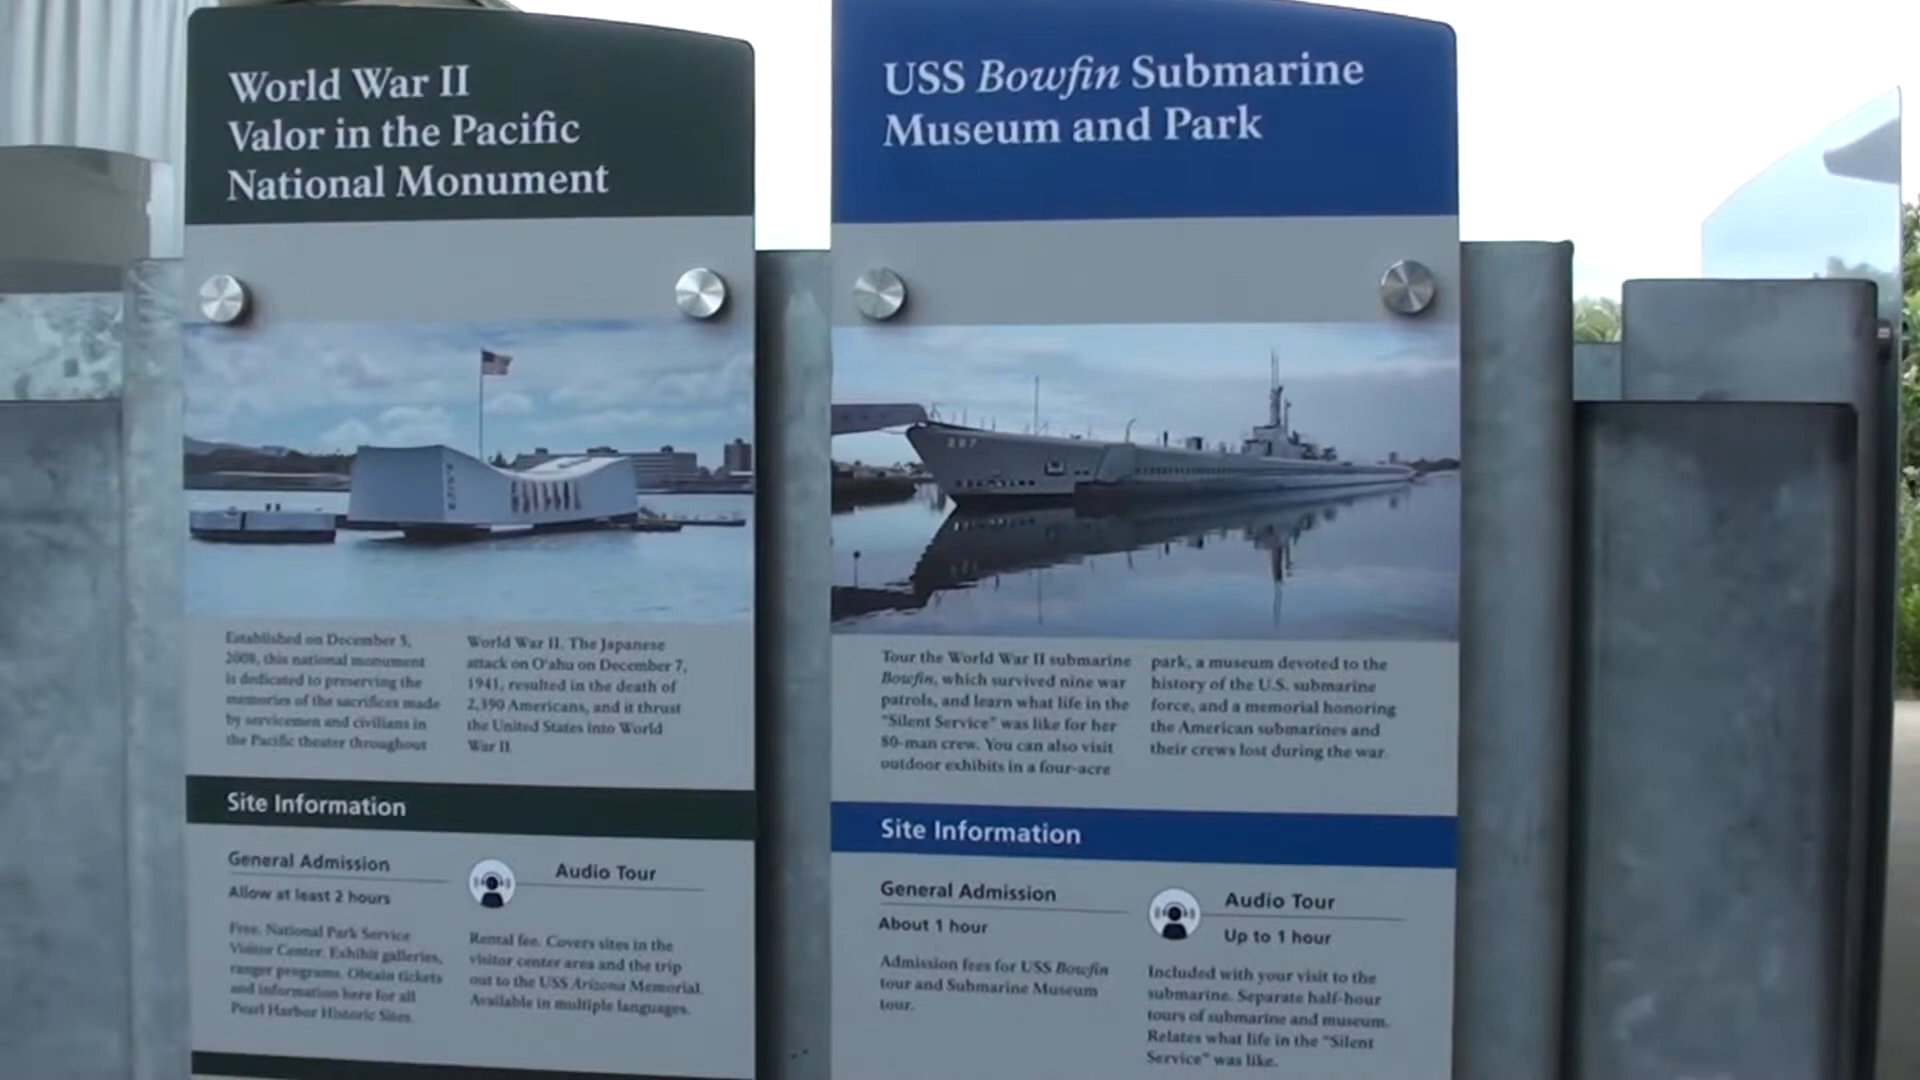 World War II
Valor in the Pacific
National Monument
Established on December 5,
2008, this national monument
is dedicated to preserving the
memories of the sacrifices made
by servicemen and civilians in
the Pacific theater throughout
World War II. The Japanese
attack on O'ahu on December 7,
1941, resulted in the death of
2,390 Americans, and it thrust
the United States into World
War II
Site Information
General Admission
Allow at least 2 hours
Free. National Park Service
Visitor Center. Exhibit galleries,
ranger programs. Obtain tickets
and information here for all
Pearl Harbor Historic Sites.
Audio Tour
Rental fee. Covers sites in the
visitor center area and the trip
out to the USS Arizona Memorial.
Available in multiple languages.
USS Bowfin Submarine
Museum and Park
287
Tour the World War II submarine
Bowfin, which survived nine war
patrols, and learn what life in the
"Silent Service" was like for her
80-man crew. You can also visit
outdoor exhibits in a four-acre
park, a museum devoted to the
history of the U.S. submarine
force, and a memorial honoring
the American submarines and
their crews lost during the war.
Site Information
General Admission
About 1 hour
Admission fees for USS Bowfin
tour and Submarine Museum
tour.
Audio Tour
Up to 1 hour
Included with your visit to the
submarine. Separate half-hour
tours of submarine and museum.
Relates what life in the "Silent
Service" was like.